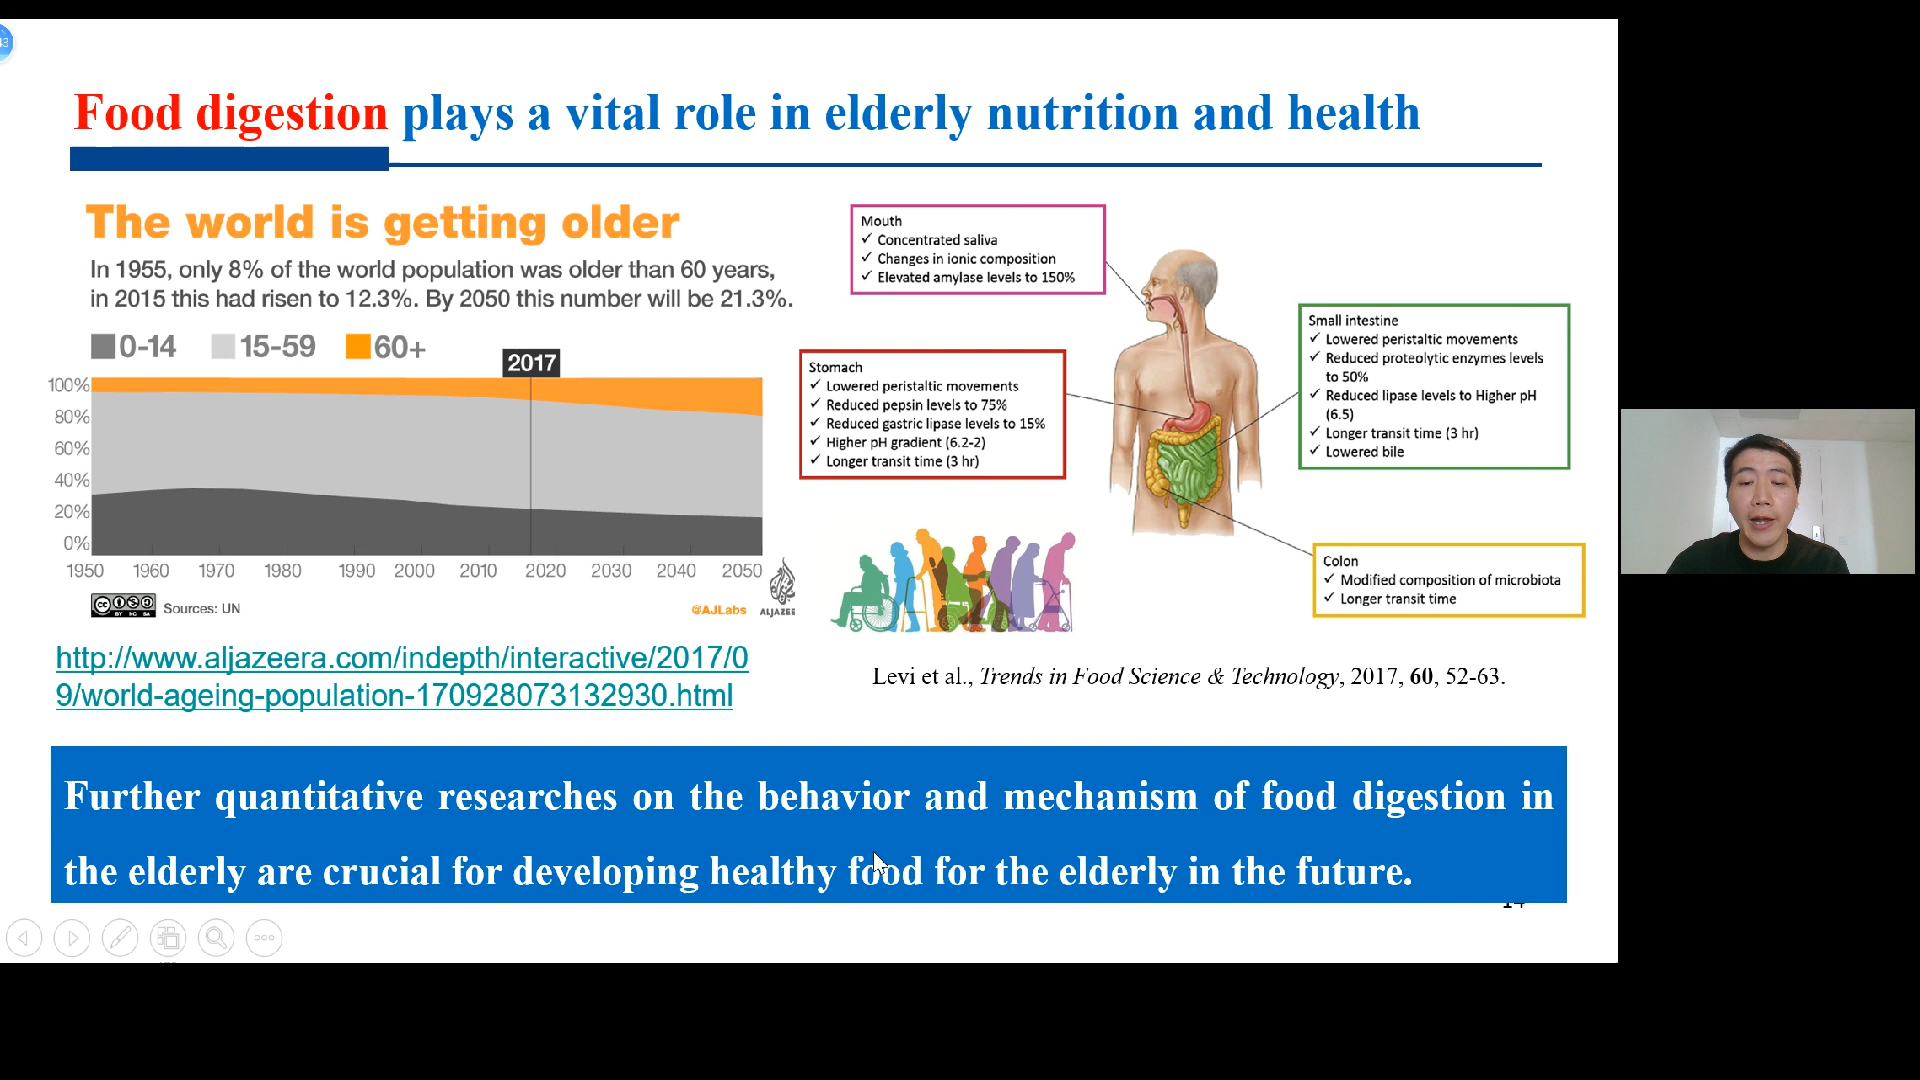 Food digestion plays a vital role in elderly nutrition and health
The world is getting older
In 1955, only 8% of the world population was older than 60 years,
in 2015 this had risen to 12.3%. By 2050 this number will be 21.3%.
0-14 15-59 60+
2017
100%
80%
60%
40%
20%
0%
1950 1960 1970 1980 1990 2000 2010 2020 2030 2040 2050
Sources: UN
@AJLabs
http://www.aljazeera.com/indepth/interactive/2017/0
9/world-ageing-population-170928073132930.html
Mouth
✓ Concentrated saliva
✓ Changes in ionic composition
✓ Elevated amylase levels to 150%
Stomach
✓ Lowered peristaltic movements
✓ Reduced pepsin levels to 75%
✓ Reduced gastric lipase levels to 15%
✓ Higher pH gradient (6.2-2)
✓ Longer transit time (3 hr)
Small intestine
✓ Lowered peristaltic movements
✓ Reduced proteolytic enzymes levels
to 50%
✓ Reduced lipase levels to Higher pH
(6.5)
✓ Longer transit time (3 hr)
✓ Lowered bile
Colon
✓ Modified composition of microbiota
✓ Longer transit time
Levi et al., Trends in Food Science & Technology, 2017, 60, 52-63.
Further quantitative researches on the behavior and mechanism of food digestion in
the elderly are crucial for developing healthy food for the elderly in the future.